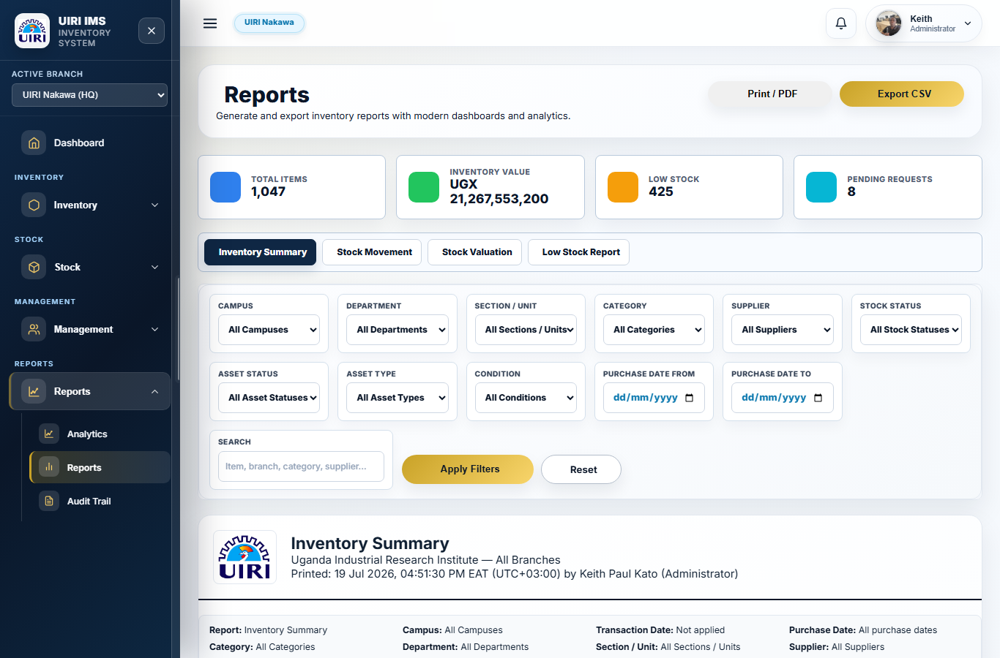 UIRI IMS
INVENTORY
SYSTEM
UIRI
ACTIVE BRANCH
UIRI Nakawa (HQ)
Dashboard
INVENTORY
Inventory
STOCK
Stock
MANAGEMENT
Management
REPORTS
Reports
Analytics
Reports
Audit Trail
UIRI Nakawa
Keith
Administrator
Reports
Generate and export inventory reports with modern dashboards and analytics.
Print / PDF
Export CSV
TOTAL ITEMS
1,047
INVENTORY VALUE
UGX
21,267,553,200
LOW STOCK
425
PENDING REQUESTS
8
Inventory Summary
Stock Movement
Stock Valuation
Low Stock Report
CAMPUS
All Campuses
DEPARTMENT
All Departments
SECTION / UNIT
All Sections / Units
CATEGORY
All Categories
SUPPLIER
All Suppliers
STOCK STATUS
All Stock Statuses
ASSET STATUS
All Asset Statuses
ASSET TYPE
All Asset Types
CONDITION
All Conditions
PURCHASE DATE FROM
dd/mm/yyyy
PURCHASE DATE TO
dd/mm/yyyy
SEARCH
Item, branch, category, supplier...
Apply Filters
Reset
UIRI
Inventory Summary
Uganda Industrial Research Institute — All Branches
Printed: 19 Jul 2026, 04:51:30 PM EAT (UTC+03:00) by Keith Paul Kato (Administrator)
Report: Inventory Summary
Campus: All Campuses
Transaction Date: Not applied
Purchase Date: All purchase dates
Category: All Categories
Department: All Departments
Section / Unit: All Sections / Units
Supplier: All Suppliers